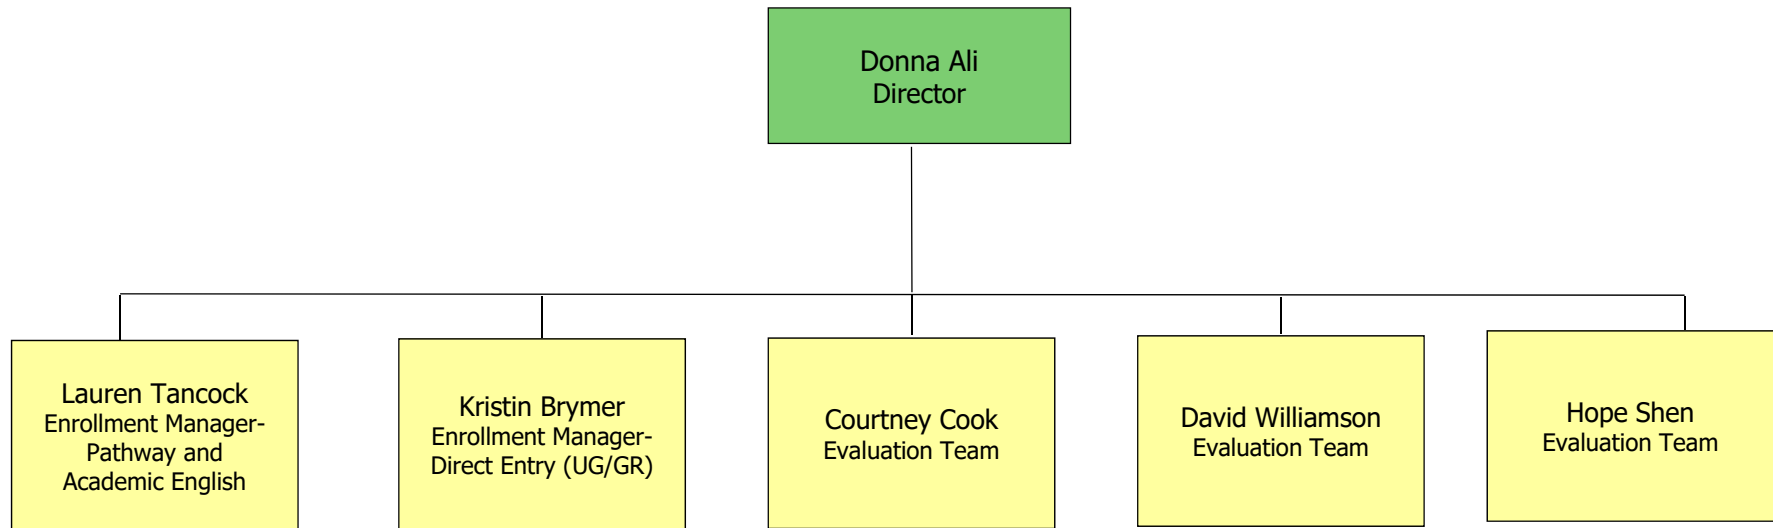 Donna Ali
Director
Lauren Tancock
Enrollment Manager-
Pathway and
Academic English
Kristin Brymer
Enrollment Manager-
Direct Entry (UG/GR)
Courtney Cook
Evaluation Team
David Williamson
Evaluation Team
Hope Shen
Evaluation Team